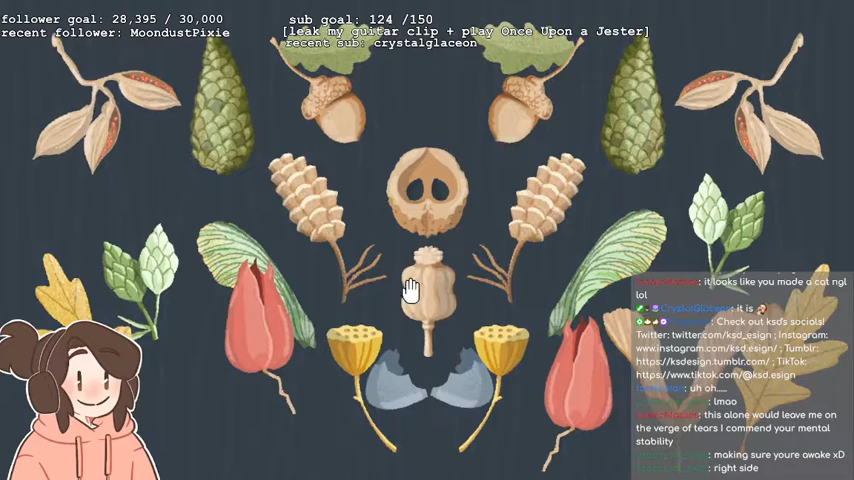 follower goal: 28,395 / 30,000
recent follower: MoondustPixie
sub goal: 124 /150
[leak my guitar clip + play Once Upon a Jester]
recent sub: crystalglaceon
: it looks like you made a cat ngl
lol
CrystalGlaceon: it is
: Check out ksd's socials!
Twitter: twitter.com/ksd_esign ; Instagram:
www.instagram.com/ksd.esign/ ; Tumblr:
https://ksdesign.tumblr.com/ ; TikTok:
https://www.tiktok.com/@ksd.esign
: uh oh.....
: lmao
: this alone would leave me on
the verge of tears I commend your mental
stability
: making sure youre awake xD
: right side